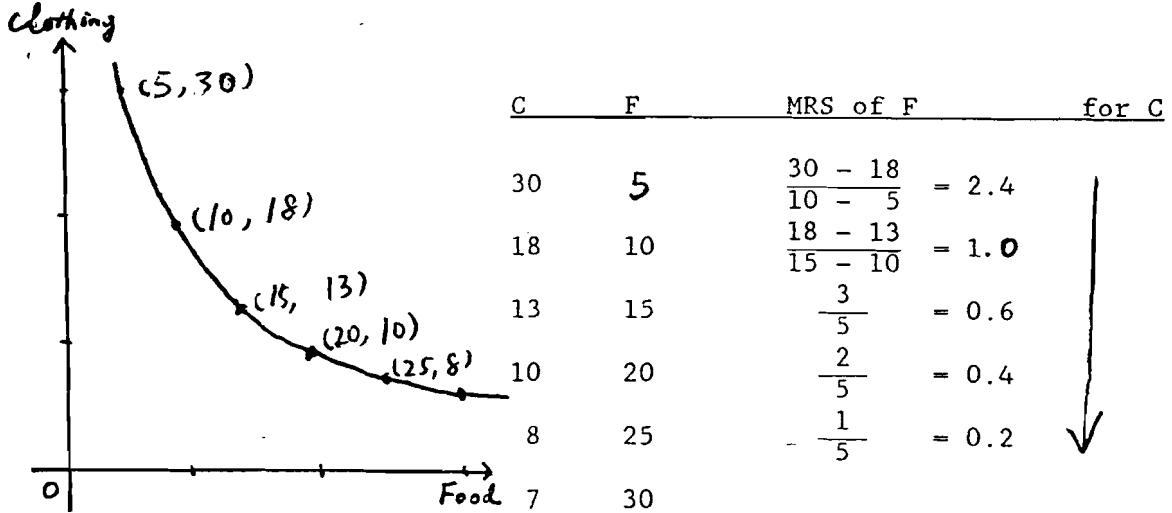 Clothing
(5,30)
(10, 18)
(15, 13)
(20, 10)
(25, 8)
0
Food
C F MRS of F for C
30 5 30 - 18 / 10 - 5 = 2.4
18 10 18 - 13 / 15 - 10 = 1.0
13 15 3 / 5 = 0.6
10 20 2 / 5 = 0.4
8 25 1 / 5 = 0.2
7 30